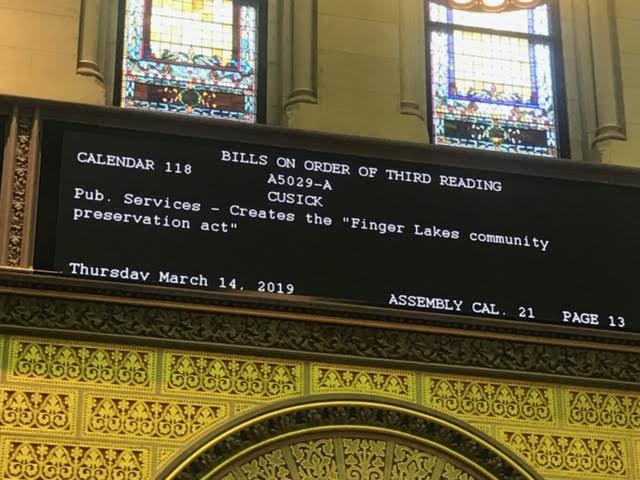 BILLS ON ORDER OF THIRD READING
CALENDAR 118
A5029-A
CUSICK
Pub. Services - Creates the "Finger Lakes community
preservation act"
Thursday March 14, 2019
ASSEMBLY CAL. 21 PAGE 13